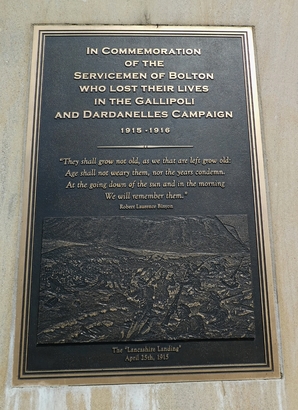 In Commemoration
of the
Servicemen of Bolton
who lost their lives
in the Gallipoli
and Dardanelles Campaign
1915 -1916
"They shall grow not old, as we that are left grow old:
Age shall not weary them, nor the years condemn.
At the going down of the sun and in the morning
We will remember them."
Robert Laurence Binyon
The "Lancashire Landing"
April 25th, 1915